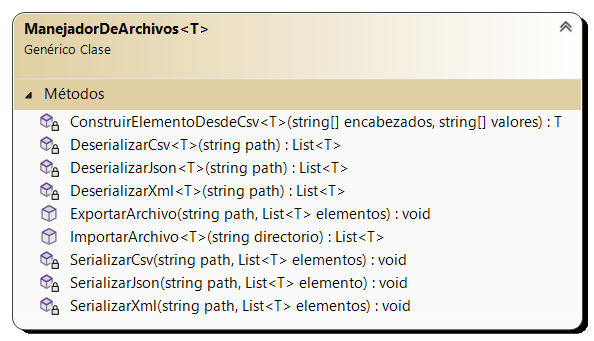 ManejadorDeArchivos<T>
Genérico Clase
Métodos
ConstruirElementoDesdeCsv<T>(string[] encabezados, string[] valores) : T
DeserializarCsv<T>(string path) : List<T>
DeserializarJson<T>(string path) : List<T>
DeserializarXml<T>(string path) : List<T>
ExportarArchivo(string path, List<T> elementos) : void
ImportarArchivo<T>(string directorio) : List<T>
SerializarCsv(string path, List<T> elementos) : void
SerializarJson(string path, List<T> elemento) : void
SerializarXml(string path, List<T> elementos) : void